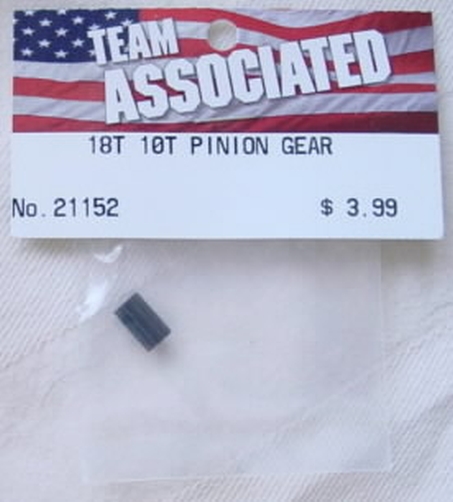 TEAM
ASSOCIATED
18T 10T PINION GEAR
No. 21152 $ 3.99